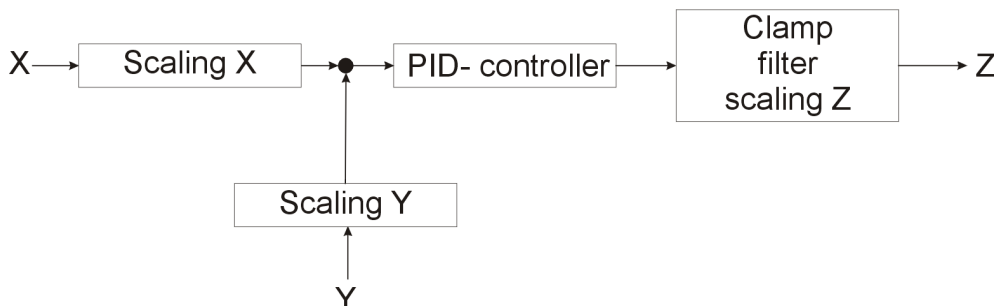 X
Scaling X
PID- controller
Clamp
filter
scaling Z
Z
Scaling Y
Y